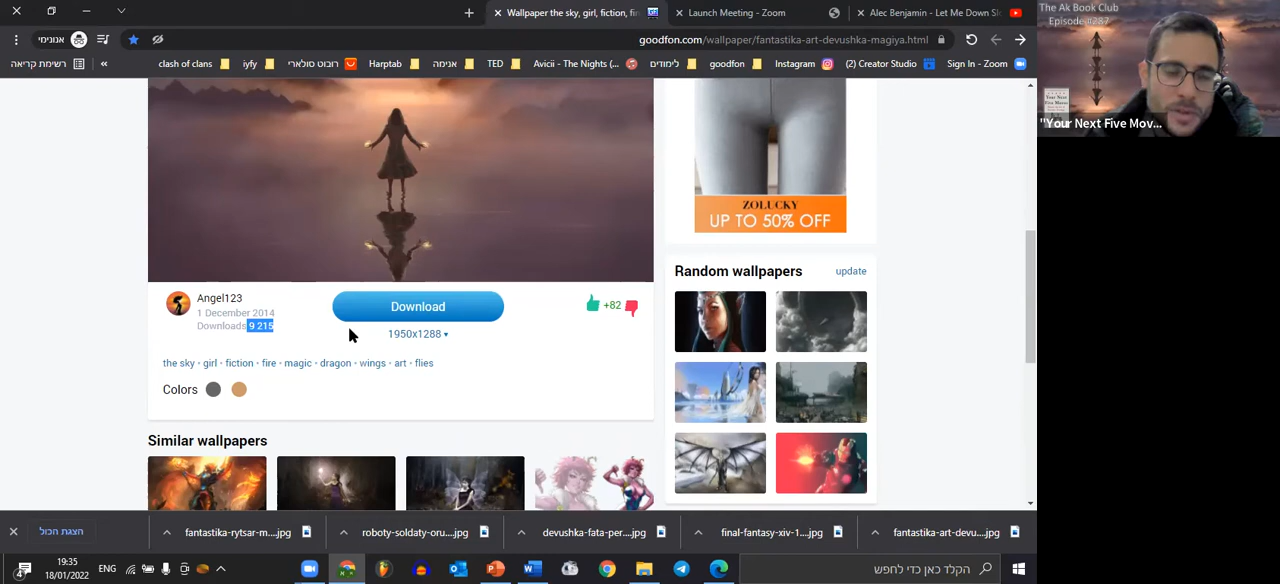 Wallpaper the sky, girl, fiction, fir
Launch Meeting - Zoom
Alec Benjamin - Let Me Down Sl
The Ak Book Club
Episode #287
אנונימי
goodfon.com/wallpaper/fantastika-art-devushka-magiya.html
רשימת קריאה
clash of clans
iyfy
רובוט סולארי
Harptab
אנימה
TED
Avicii - The Nights (...
לימודים
goodfon
Instagram
(2) Creator Studio
Sign In - Zoom
"Your Next Five Mov...
ZOLUCKY
UP TO 50% OFF
Angel123
1 December 2014
Downloads 9 215
Download
1950x1288
+82
the sky · girl · fiction · fire · magic · dragon · wings · art · flies
Colors
Random wallpapers
update
Similar wallpapers
הצגת הכול
fantastika-rytsar-m....jpg
roboty-soldaty-oru....jpg
devushka-fata-per....jpg
final-fantasy-xiv-1....jpg
fantastika-art-devu....jpg
19:35
18/01/2022
ENG
הקלד כאן כדי לחפש